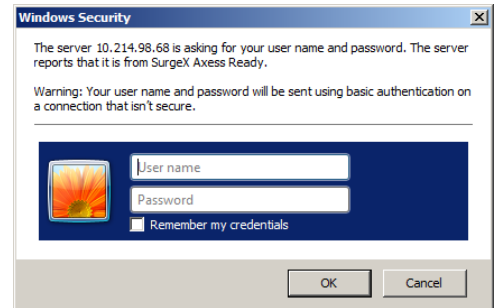 Windows Security
The server 10.214.98.68 is asking for your user name and password. The server
reports that it is from SurgeX Axess Ready.
Warning: Your user name and password will be sent using basic authentication on
a connection that isn't secure.
User name
Password
Remember my credentials
OK Cancel